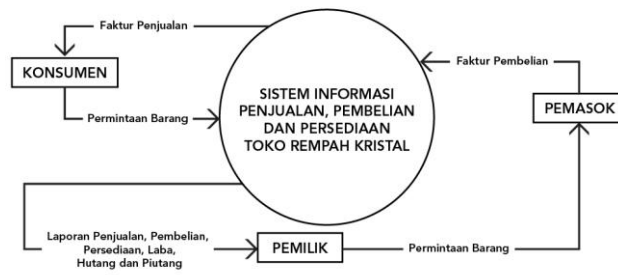 Faktur Penjualan
KONSUMEN
Permintaan Barang
SISTEM INFORMASI
PENJUALAN, PEMBELIAN
DAN PERSEDIAAN
TOKO REMPAH KRISTAL
Faktur Pembelian
PEMASOK
Laporan Penjualan, Pembelian,
Persediaan, Laba,
Hutang dan Piutang
PEMILIK
Permintaan Barang